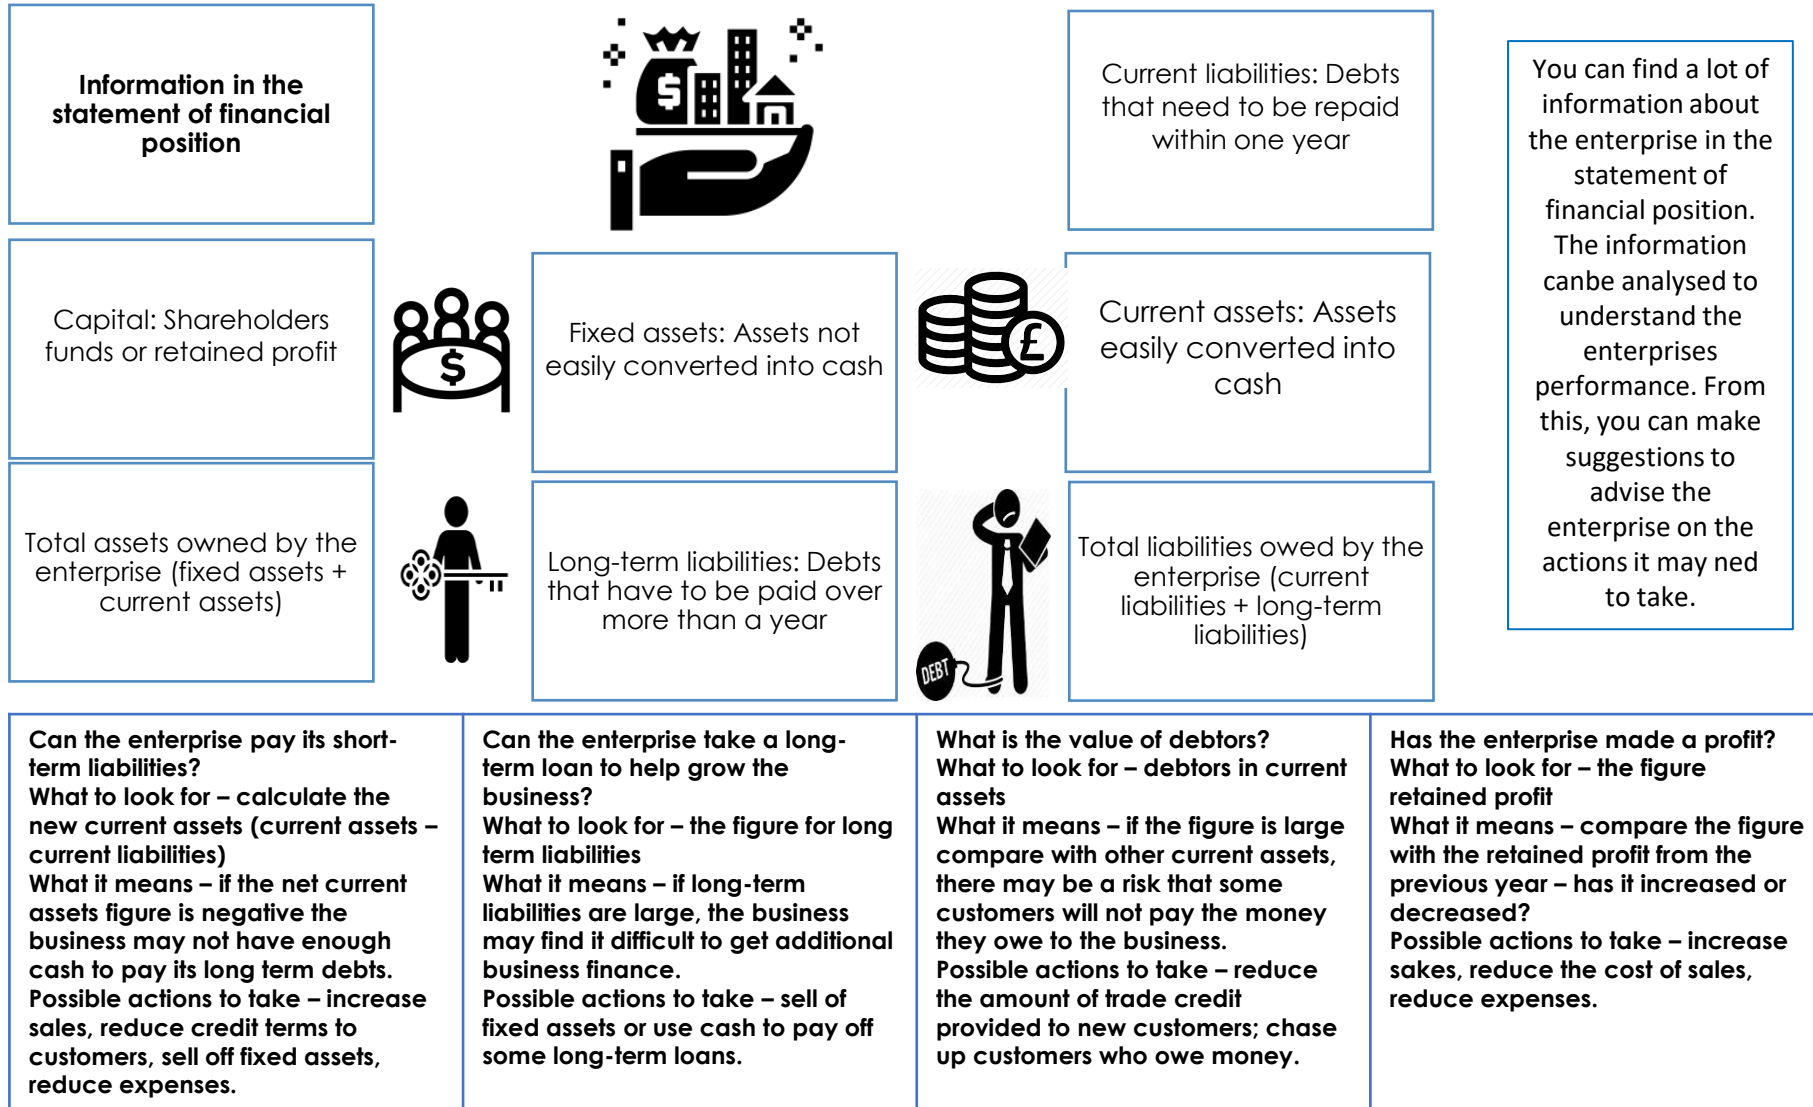 Information in the
statement of financial
position
$
Current liabilities: Debts
that need to be repaid
within one year
You can find a lot of
information about
the enterprise in the
statement of
financial position.
The information
canbe analysed to
understand the
enterprises
performance. From
this, you can make
suggestions to
advise the
enterprise on the
actions it may ned
to take.
Capital: Shareholders
funds or retained profit
$
Fixed assets: Assets not
easily converted into cash
£
Current assets: Assets
easily converted into
cash
Total assets owned by the
enterprise (fixed assets +
current assets)
Long-term liabilities: Debts
that have to be paid over
more than a year
DEBT
Total liabilities owed by the
enterprise (current
liabilities + long-term
liabilities)
Can the enterprise pay its short-
term liabilities?
What to look for – calculate the
new current assets (current assets –
current liabilities)
What it means – if the net current
assets figure is negative the
business may not have enough
cash to pay its long term debts.
Possible actions to take – increase
sales, reduce credit terms to
customers, sell off fixed assets,
reduce expenses.
Can the enterprise take a long-
term loan to help grow the
business?
What to look for – the figure for long
term liabilities
What it means – if long-term
liabilities are large, the business
may find it difficult to get additional
business finance.
Possible actions to take – sell of
fixed assets or use cash to pay off
some long-term loans.
What is the value of debtors?
What to look for – debtors in current
assets
What it means – if the figure is large
compare with other current assets,
there may be a risk that some
customers will not pay the money
they owe to the business.
Possible actions to take – reduce
the amount of trade credit
provided to new customers; chase
up customers who owe money.
Has the enterprise made a profit?
What to look for – the figure
retained profit
What it means – compare the figure
with the retained profit from the
previous year – has it increased or
decreased?
Possible actions to take – increase
sakes, reduce the cost of sales,
reduce expenses.